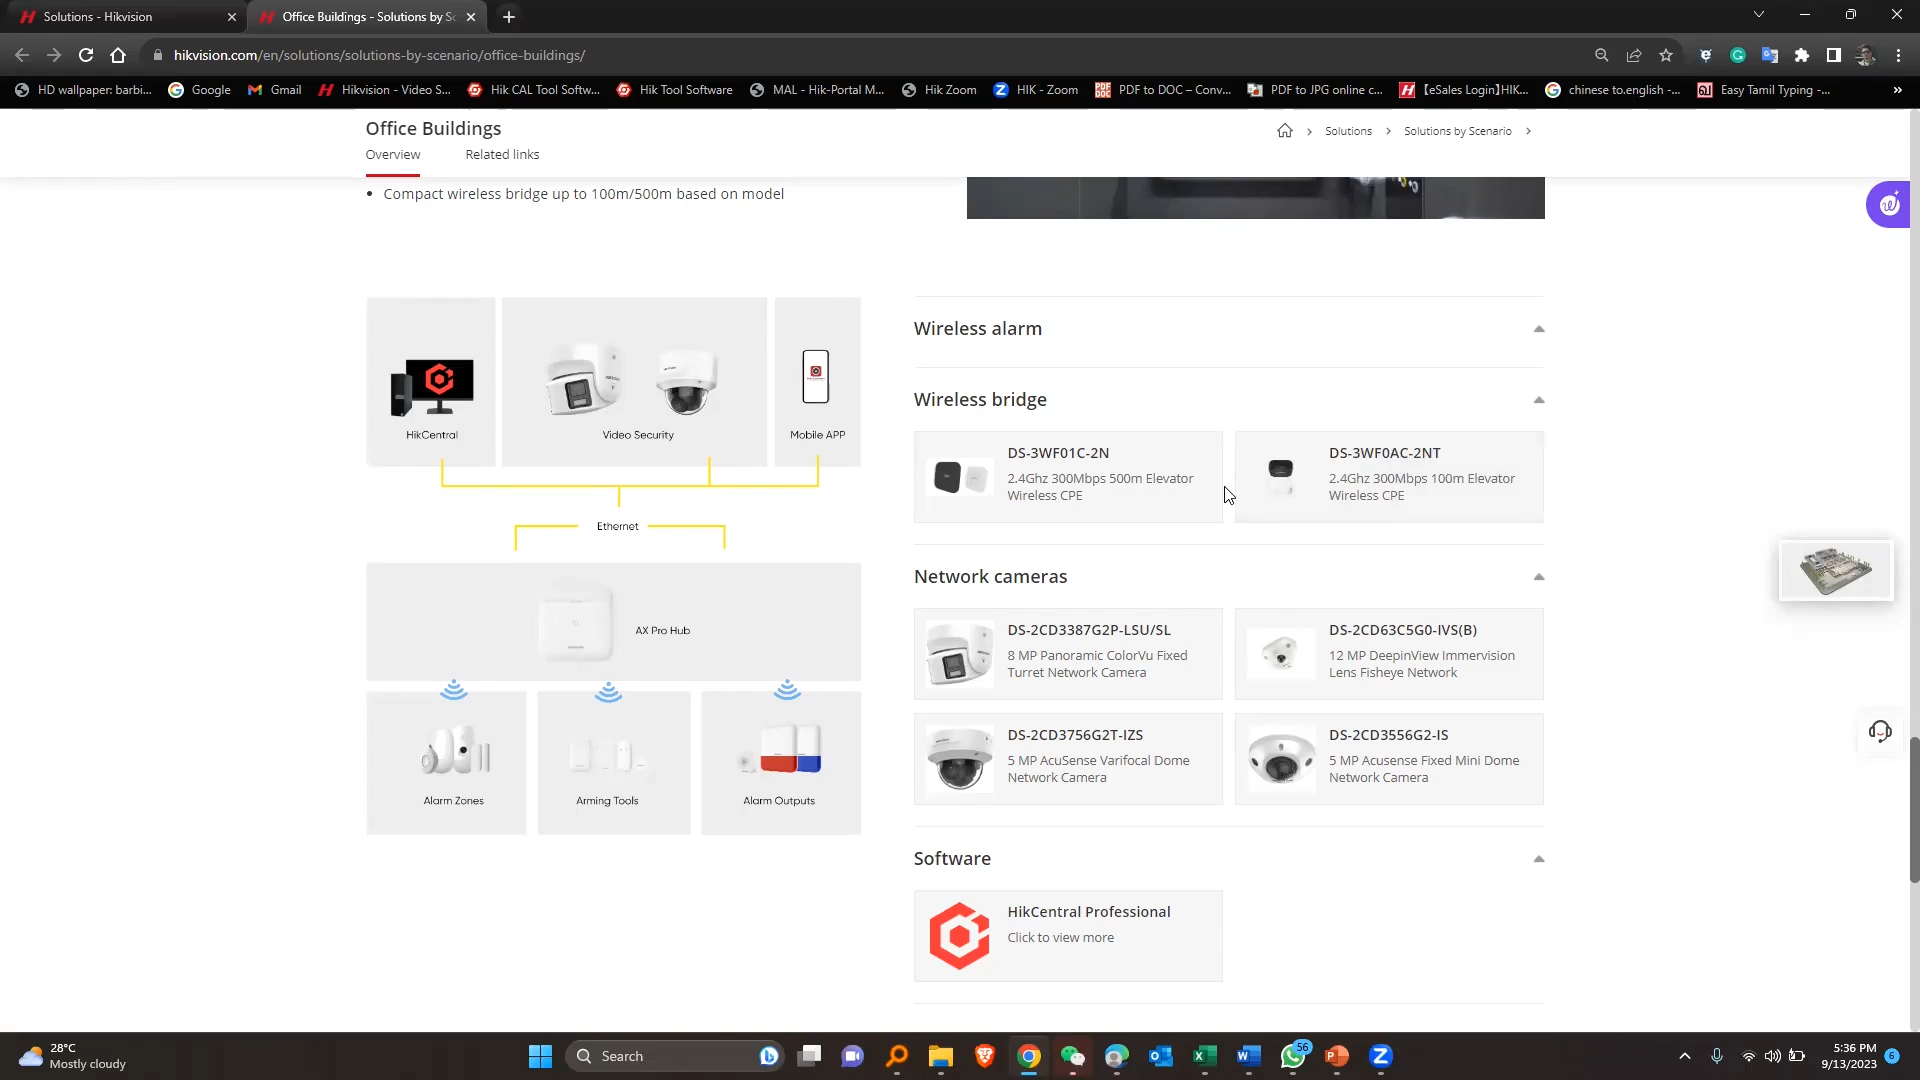 Solutions - Hikvision
Office Buildings - Solutions by Sc
hikvision.com/en/solutions/solutions-by-scenario/office-buildings/
HD wallpaper: barbi...
Google
Gmail
Hikvision - Video S...
Hik CAL Tool Softw...
Hik Tool Software
MAL - Hik-Portal M...
Hik Zoom
HIK - Zoom
PDF to DOC – Conv...
PDF to JPG online c...
【eSales Login】HIK...
chinese to.english -...
Easy Tamil Typing -...
Office Buildings
Solutions
Solutions by Scenario
Overview
Related links
Compact wireless bridge up to 100m/500m based on model
HikCentral
Video Security
Mobile APP
Ethernet
AX Pro Hub
Alarm Zones
Arming Tools
Alarm Outputs
Wireless alarm
Wireless bridge
DS-3WF01C-2N
2.4Ghz 300Mbps 500m Elevator
Wireless CPE
DS-3WF0AC-2NT
2.4Ghz 300Mbps 100m Elevator
Wireless CPE
Network cameras
DS-2CD3387G2P-LSU/SL
8 MP Panoramic ColorVu Fixed
Turret Network Camera
DS-2CD63C5G0-IVS(B)
12 MP DeepinView Immervision
Lens Fisheye Network
DS-2CD3756G2T-IZS
5 MP AcuSense Varifocal Dome
Network Camera
DS-2CD3556G2-IS
5 MP Acusense Fixed Mini Dome
Network Camera
Software
HikCentral Professional
Click to view more
28°C
Mostly cloudy
Search
56
5:36 PM
9/13/2023
6